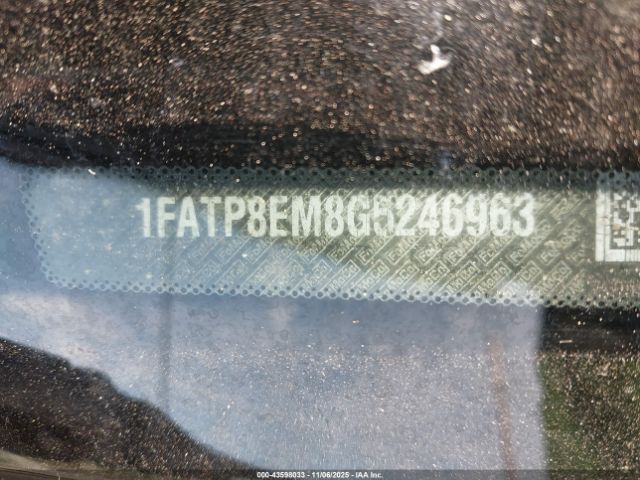 1FATP8EM8G5246963
000-43598033 - 11/06/2025 - IAA Inc.